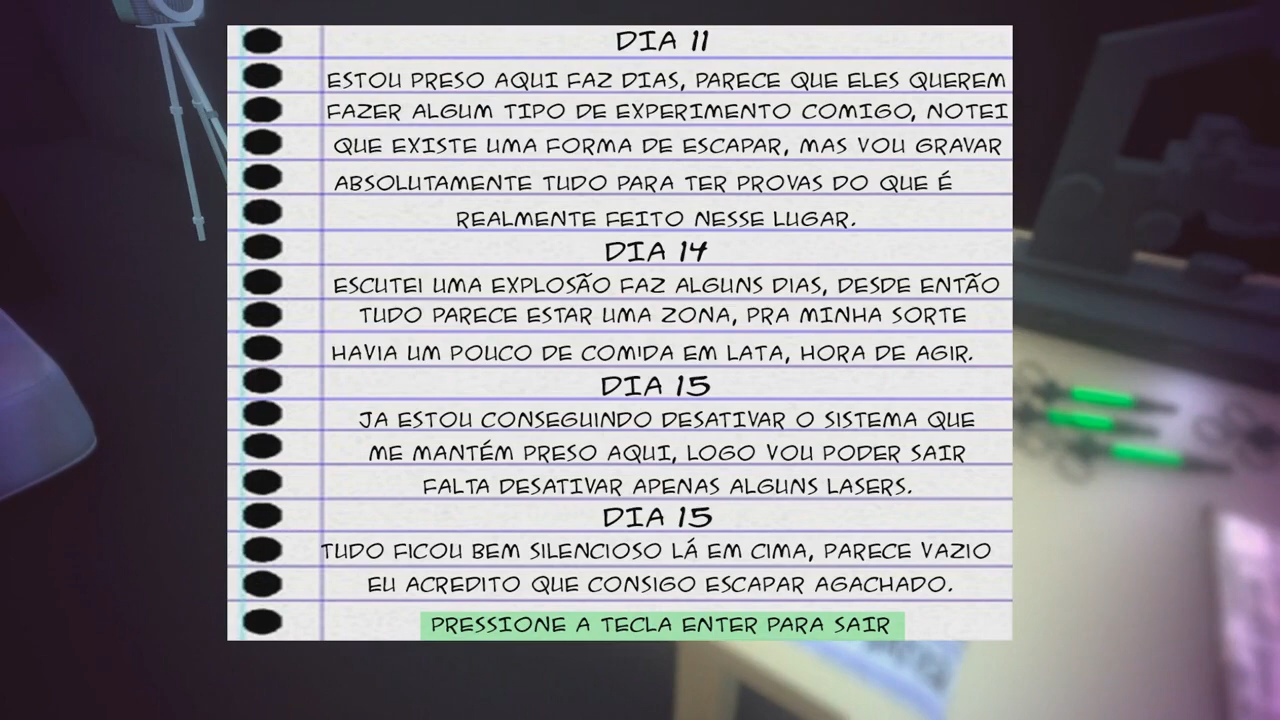 DIA 11
ESTOU PRESO AQUI FAZ DIAS, PARECE QUE ELES QUEREM
FAZER ALGUM TIPO DE EXPERIMENTO COMIGO, NOTEI
QUE EXISTE UMA FORMA DE ESCAPAR, MAS VOU GRAVAR
ABSOLUTAMENTE TUDO PARA TER PROVAS DO QUE É
REALMENTE FEITO NESSE LUGAR.
DIA 14
ESCUTEI UMA EXPLOSÃO FAZ ALGUNS DIAS, DESDE ENTÃO
TUDO PARECE ESTAR UMA ZONA, PRA MINHA SORTE
HAVIA UM POUCO DE COMIDA EM LATA, HORA DE AGIR.
DIA 15
JA ESTOU CONSEGUINDO DESATIVAR O SISTEMA QUE
ME MANTÉM PRESO AQUI, LOGO VOU PODER SAIR
FALTA DESATIVAR APENAS ALGUNS LASERS.
DIA 15
TUDO FICOU BEM SILENCIOSO LÁ EM CIMA, PARECE VAZIO
EU ACREDITO QUE CONSIGO ESCAPAR AGACHADO.
PRESSIONE A TECLA ENTER PARA SAIR